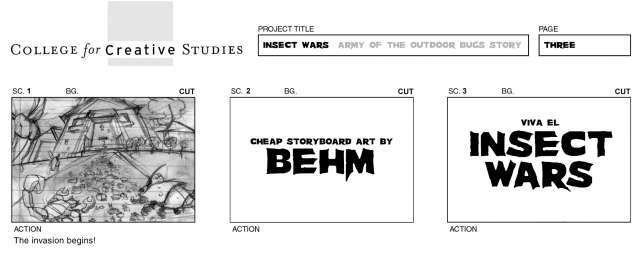 PROJECT TITLE
PAGE
COLLEGE for Creative STUDIES
INSECT WARS ARMY OF THE OUTDOOR BUGS STORY
THREE
SC. 1 BG. CUT
SC. 2 BG. CUT
SC. 3 BG. CUT
CHEAP STORYBOARD ART BY
BEHM
VIVA EL
INSECT
WARS
ACTION
The invasion begins!
ACTION
ACTION